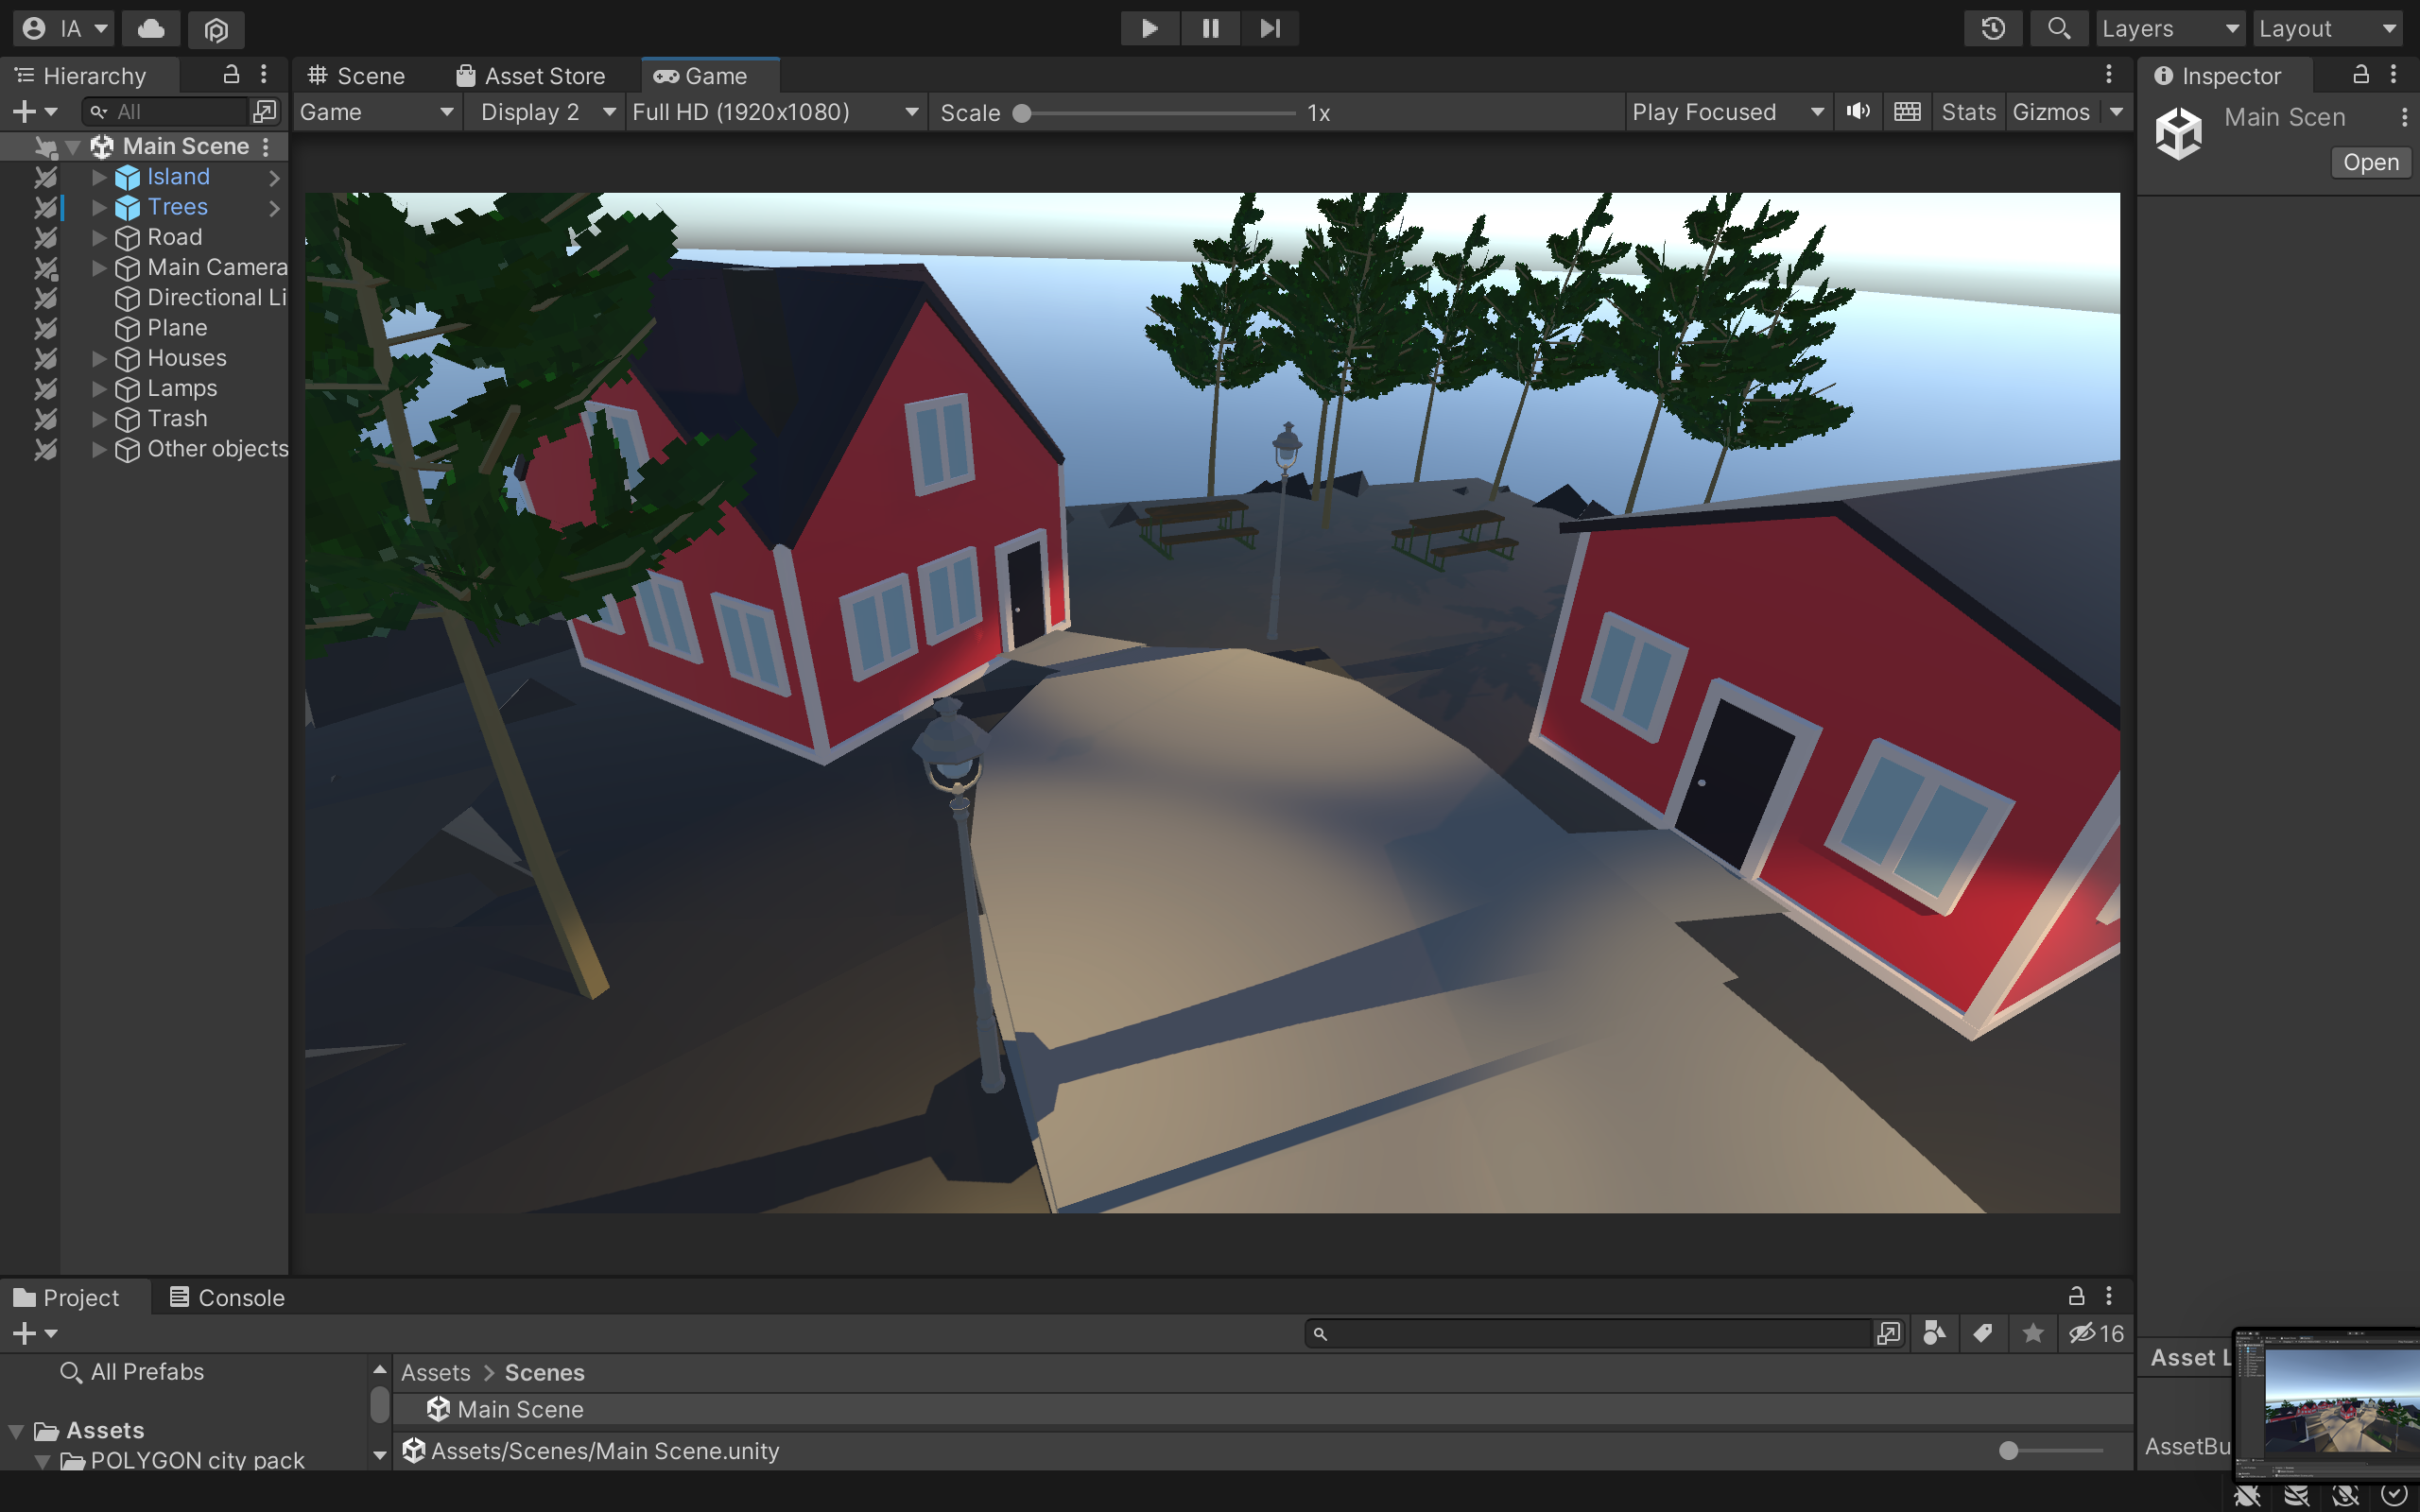 IA
Layers
Layout
Hierarchy
Scene
Asset Store
Game
Inspector
All
Game
Display 2
Full HD (1920x1080)
Scale
1x
Play Focused
Stats
Gizmos
Main Scen
Open
Main Scene
Island
Trees
Road
Main Camera
Directional Li
Plane
Houses
Lamps
Trash
Other objects
Project
Console
16
All Prefabs
Assets > Scenes
Main Scene
Assets
POLYGON city pack
Assets/Scenes/Main Scene.unity
Asset L
AssetBu